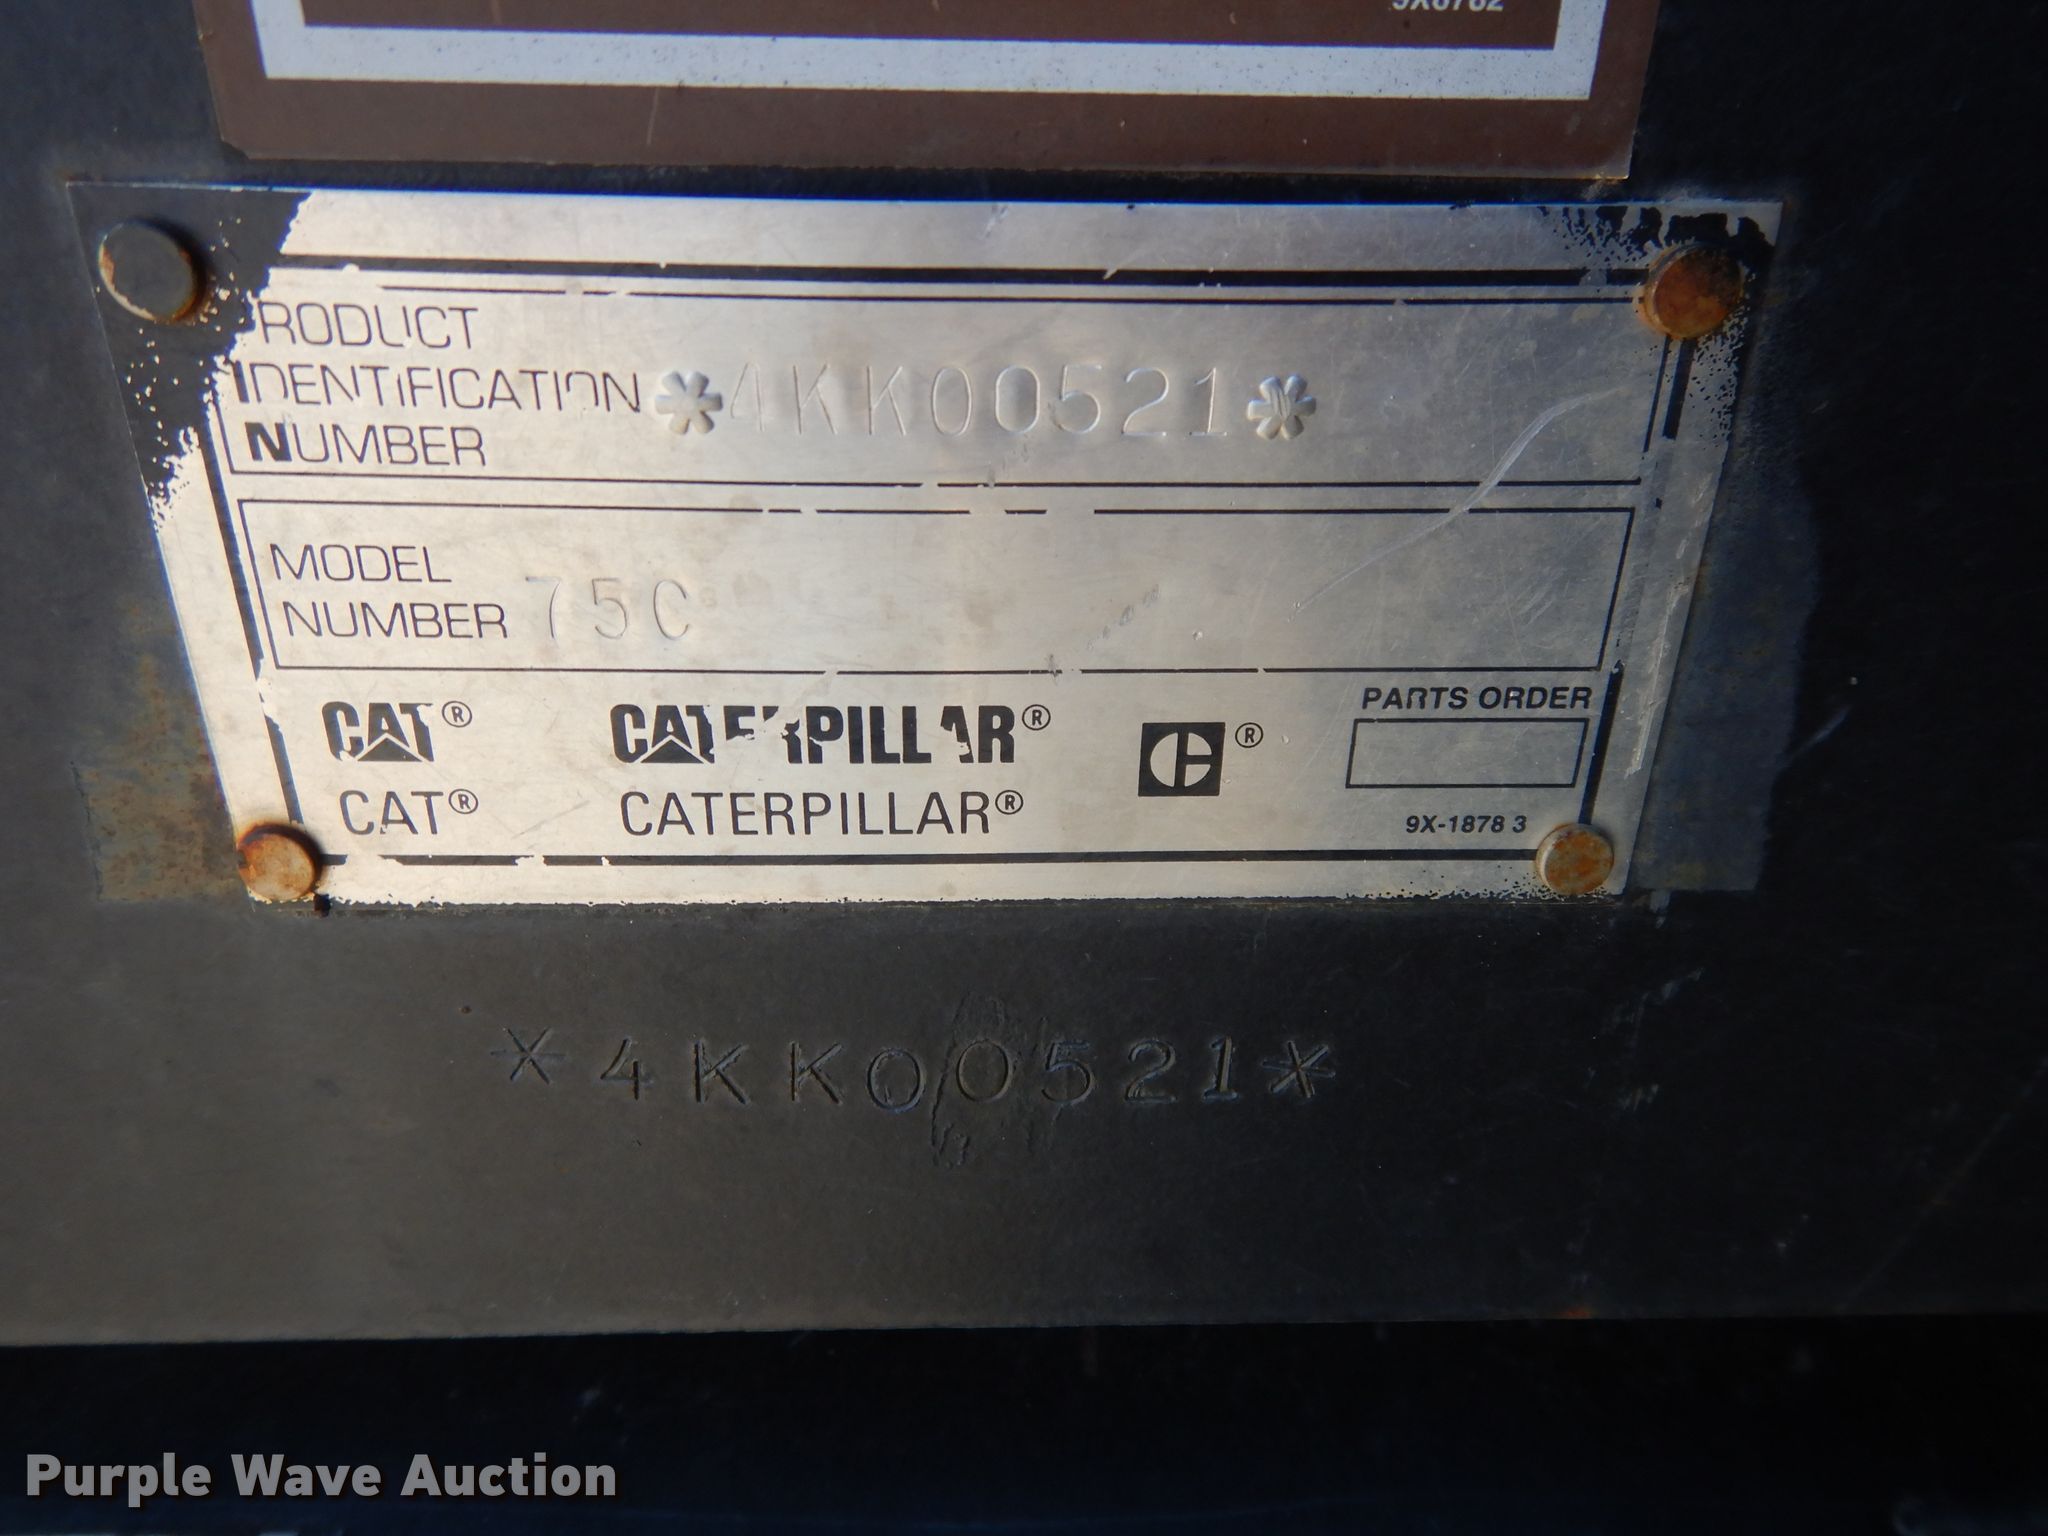 9X8762
PRODUCT
IDENTIFICATION
NUMBER
*4KK00521*
MODEL
NUMBER
75C
CAT® CATERPILLAR® ®
CAT® CATERPILLAR®
PARTS ORDER
9X-1878 3
*4KK00521*
Purple Wave Auction